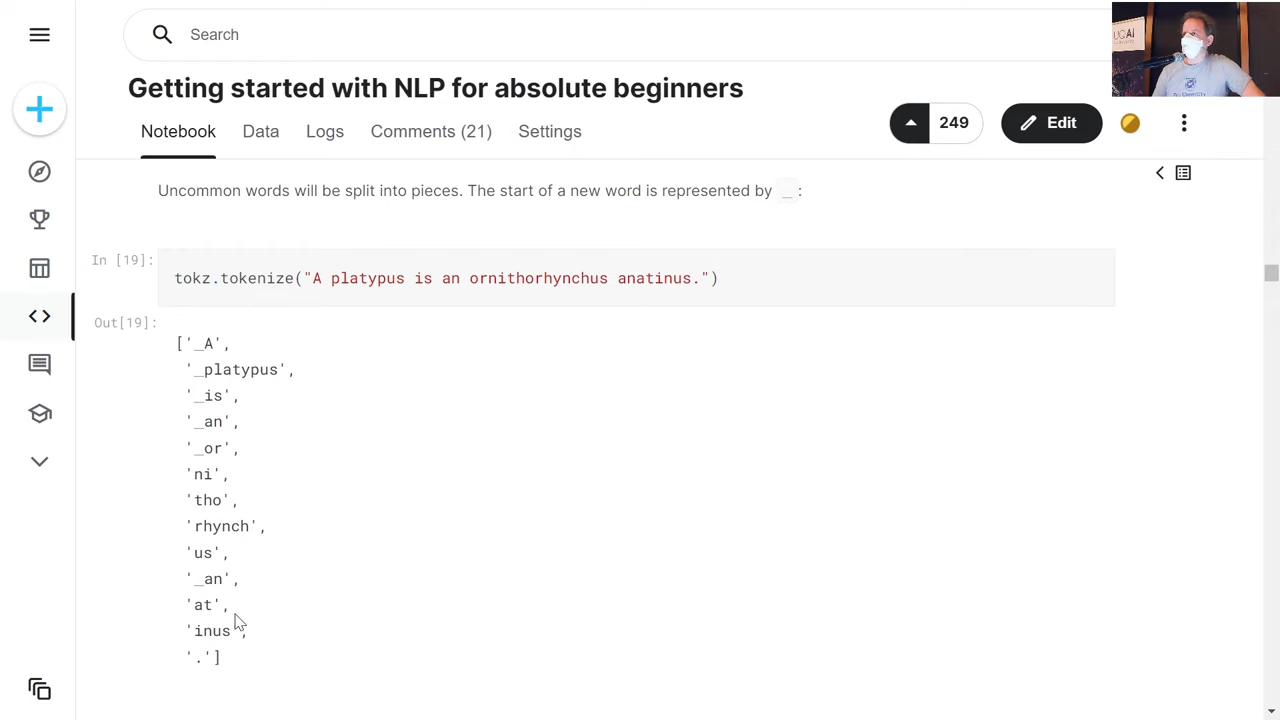 Search
Getting started with NLP for absolute beginners
Notebook
Data
Logs
Comments (21)
Settings
249
Edit
Uncommon words will be split into pieces. The start of a new word is represented by _ :
In [19]:
tokz.tokenize("A platypus is an ornithorhynchus anatinus.")
Out[19]:
['_A',
'_platypus',
'_is',
'_an',
'_or',
'ni',
'tho',
'rhynch',
'us',
'_an',
'at',
'inus',
'.']